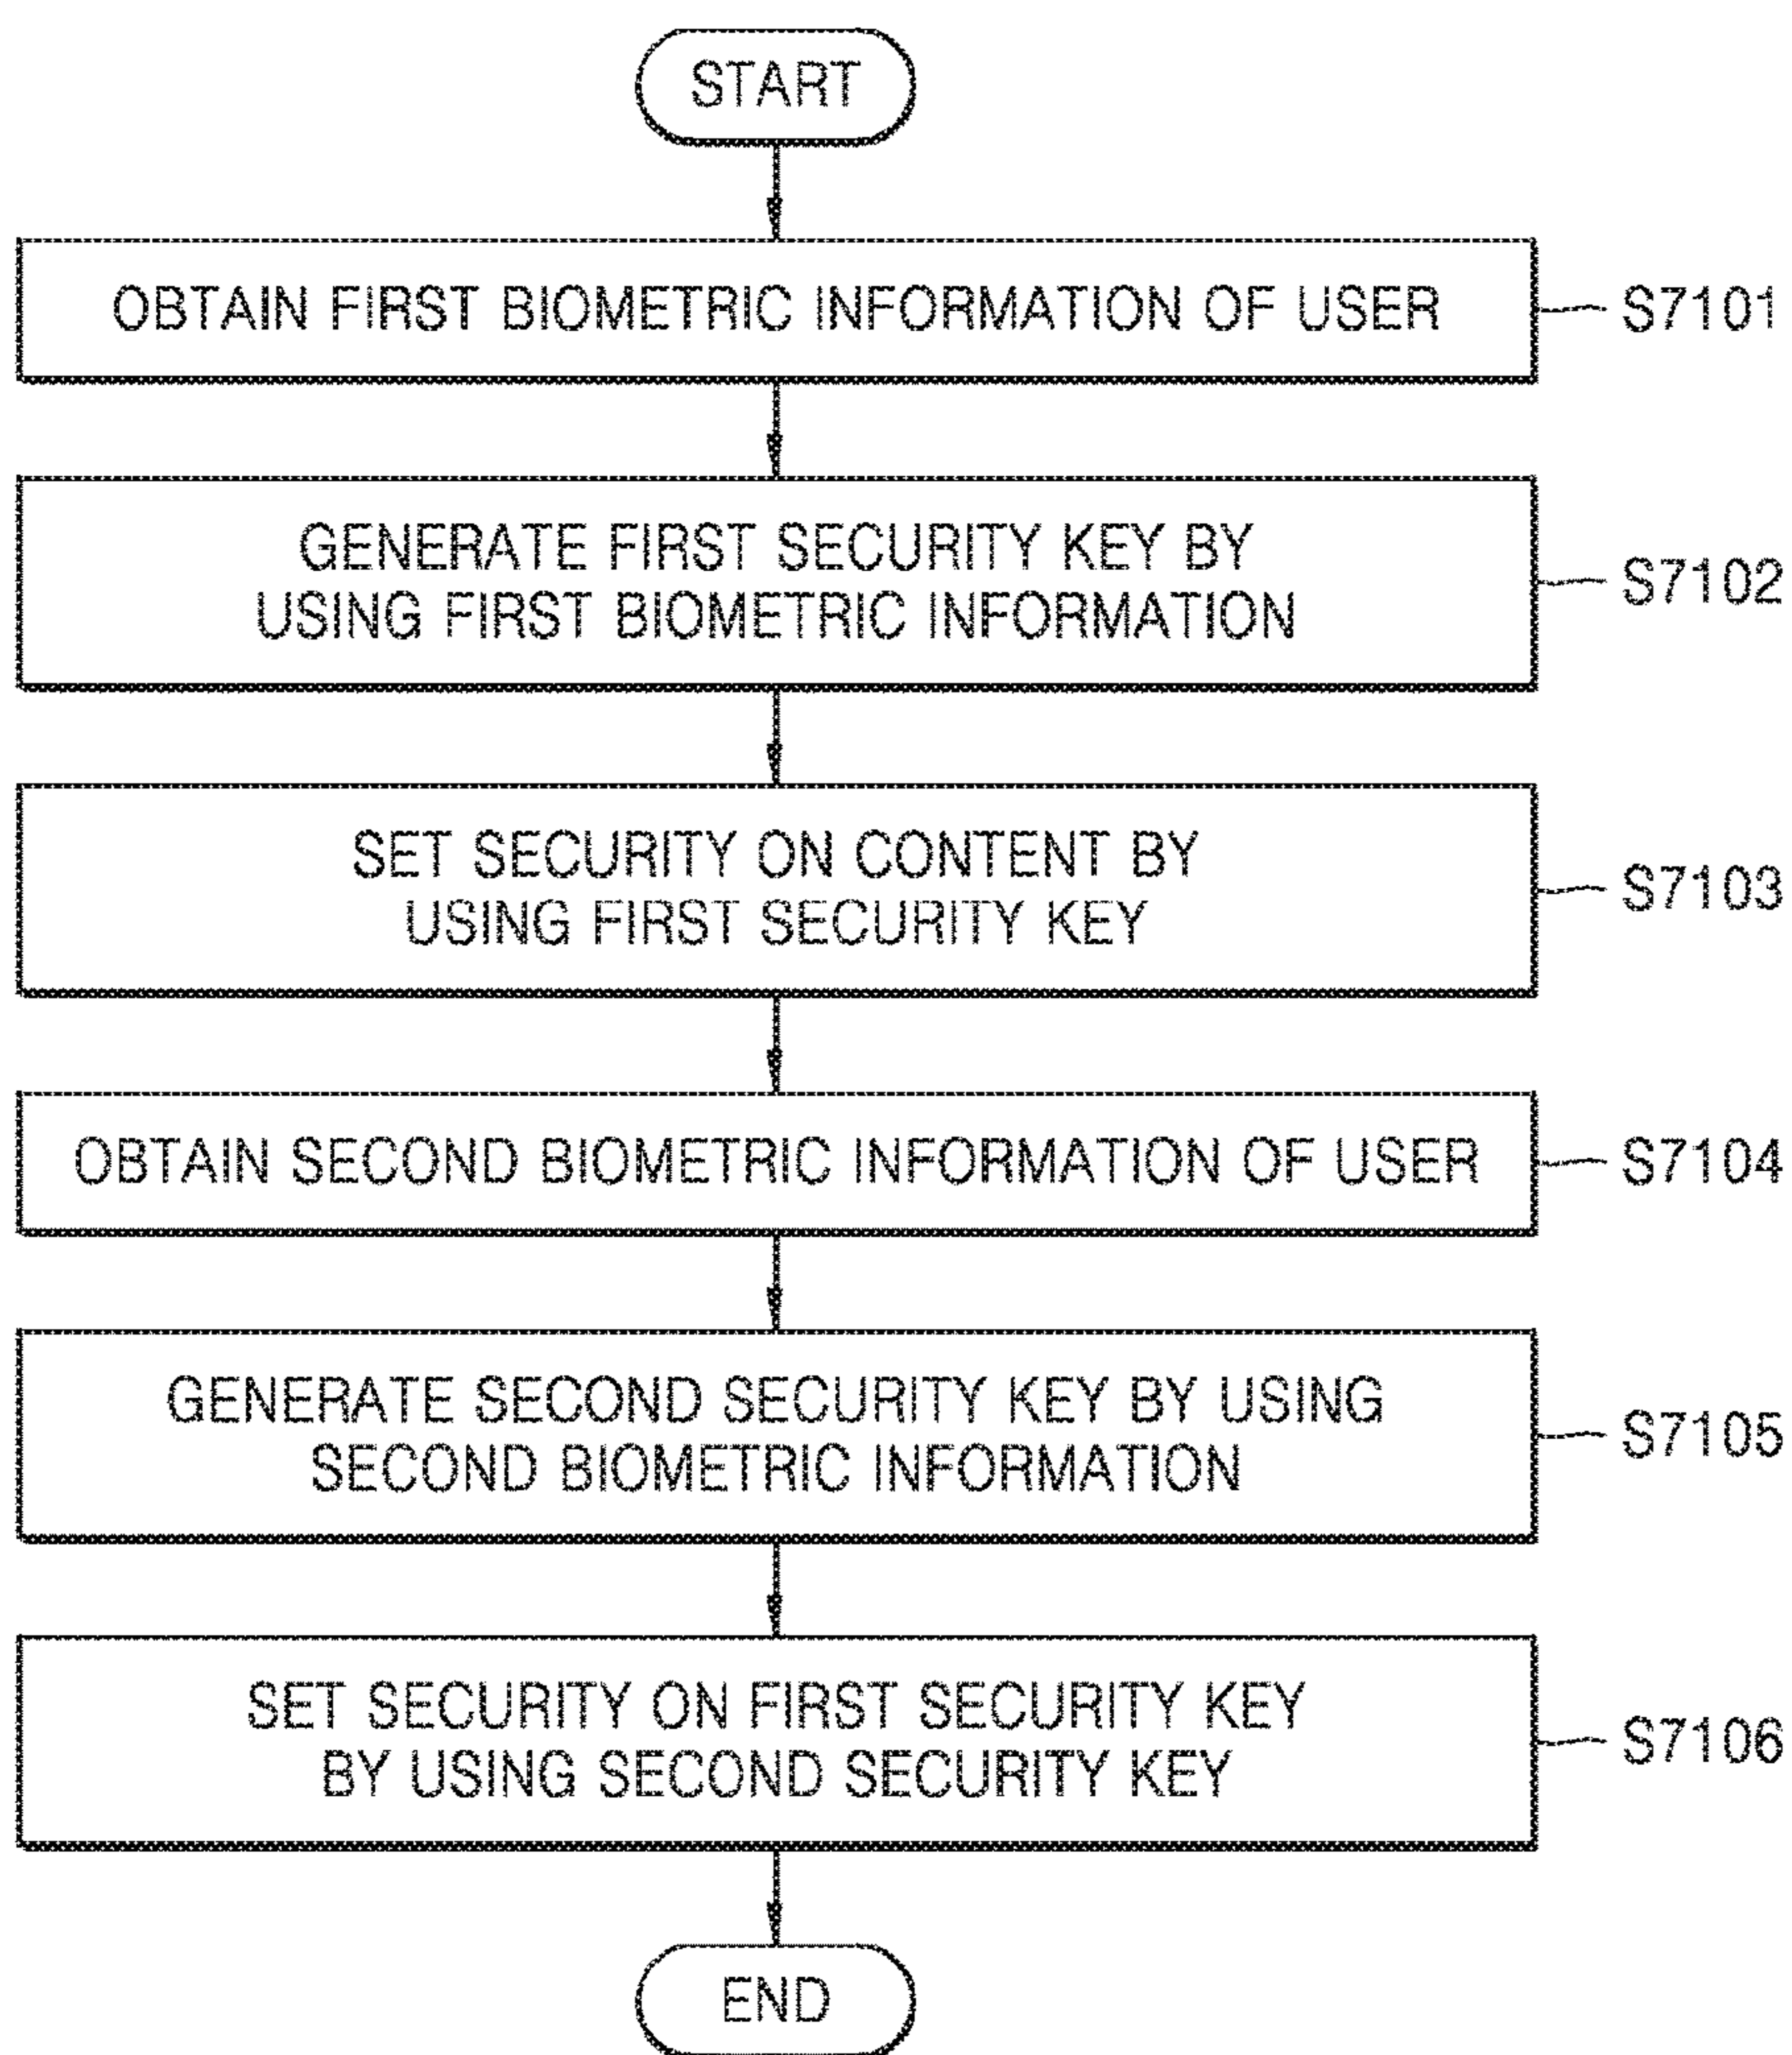 START
OBTAIN FIRST BIOMETRIC INFORMATION OF USER
S7101
GENERATE FIRST SECURITY KEY BY
USING FIRST BIOMETRIC INFORMATION
S7102
SET SECURITY ON CONTENT BY
USING FIRST SECURITY KEY
S7103
OBTAIN SECOND BIOMETRIC INFORMATION OF USER
S7104
GENERATE SECOND SECURITY KEY BY USING
SECOND BIOMETRIC INFORMATION
S7105
SET SECURITY ON FIRST SECURITY KEY
BY USING SECOND SECURITY KEY
S7106
END